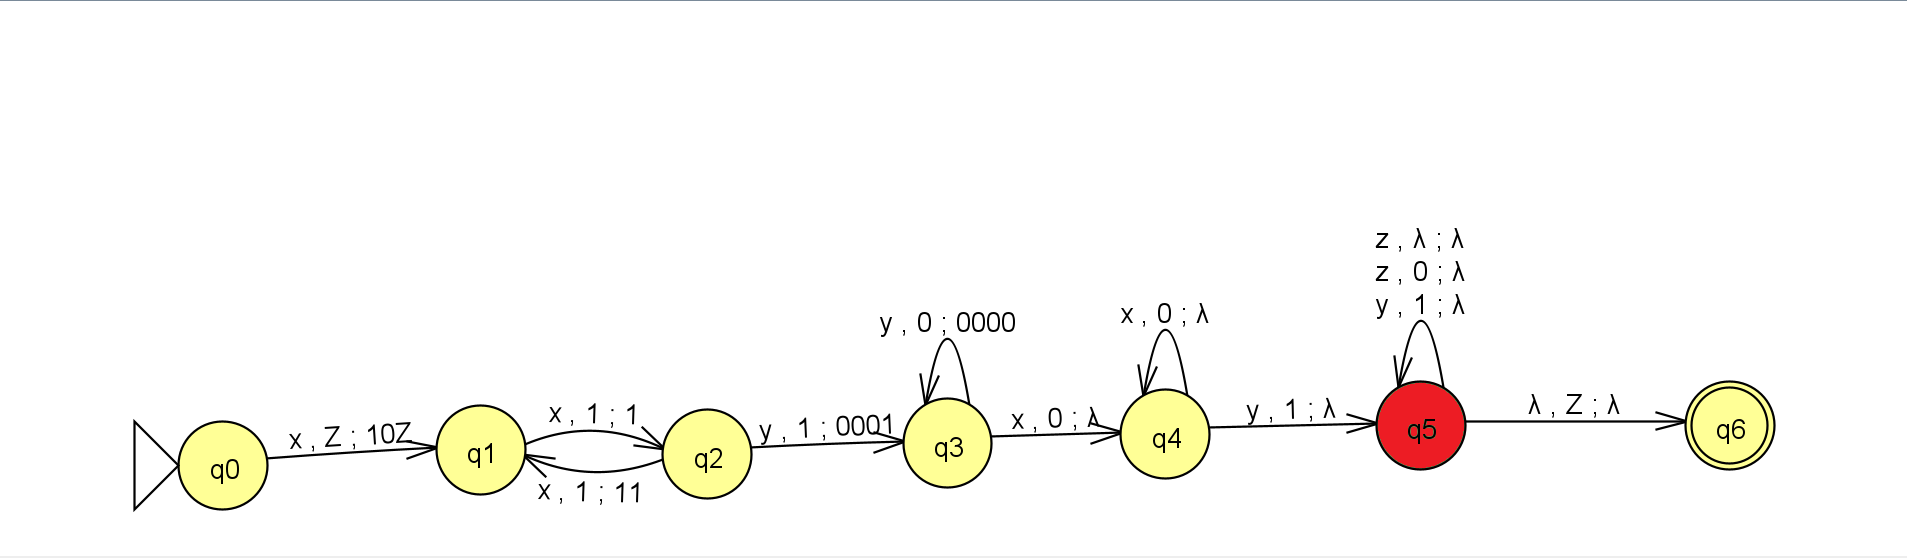 z , λ ; λ
z , 0 ; λ
y , 1 ; λ
y , 0 ; 0000
x , 0 ; λ
x , Z ; 10Z
x , 1 ; 1
x , 1 ; 11
y , 1 ; 0001
x , 0 ; λ
y , 1 ; λ
λ , Z ; λ
q0
q1
q2
q3
q4
q5
q6